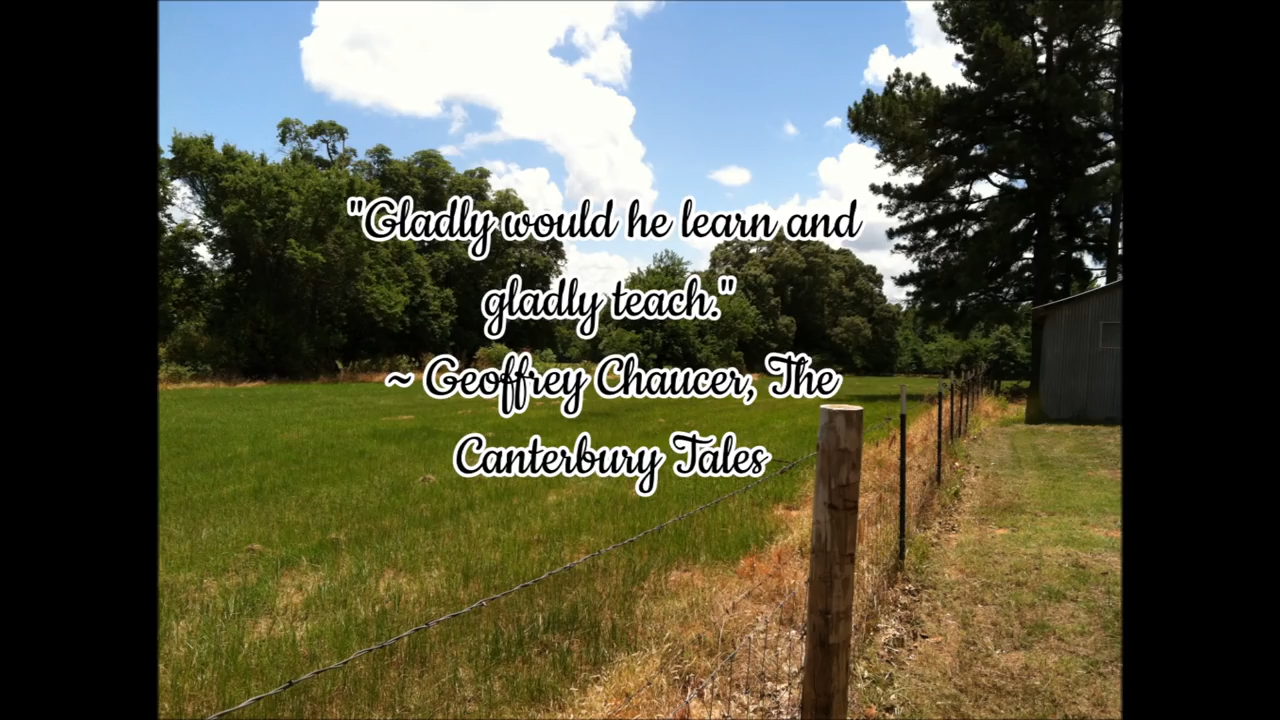 "Gladly would he learn and
gladly teach."
~ Geoffrey Chaucer, The
Canterbury Tales